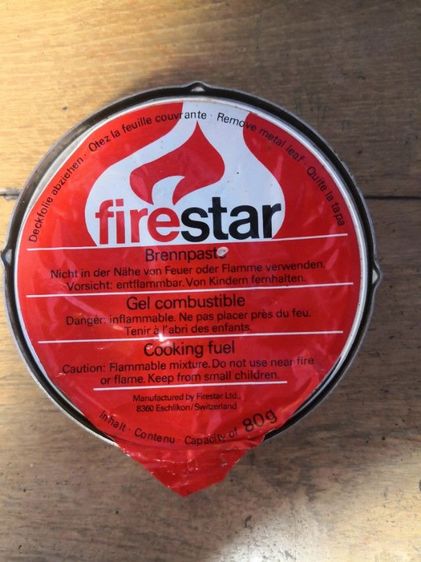 Deckfolie abziehen · Otez la feuille couvrante · Remove metal leaf · Quite la tapa
firestar
Brennpaste
Nicht in der Nähe von Feuer oder Flamme verwenden.
Vorsicht: entflammbar. Von Kindern fernhalten.
Gel combustible
Danger: inflammable. Ne pas placer près du feu.
Tenir à l'abri des enfants.
Cooking fuel
Caution: Flammable mixture. Do not use near fire
or flame. Keep from small children.
Manufactured by Firestar Ltd.,
8360 Eschlikon/Switzerland
Inhalt · Contenu · Capacity of 80g